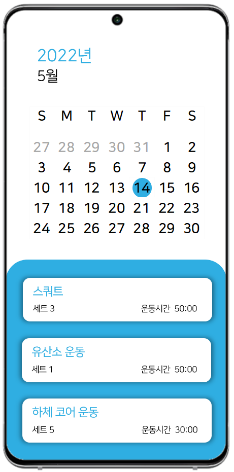 2022년
5월
S M T W T F S
27 28 29 30 31 1 2
3 4 5 6 7 8 9
10 11 12 13 14 15 16
17 18 19 20 21 22 23
24 25 26 27 28 29 30
스쿼트
세트 3 운동시간 50:00
유산소 운동
세트 1 운동시간 50:00
하체 코어 운동
세트 5 운동시간 30:00